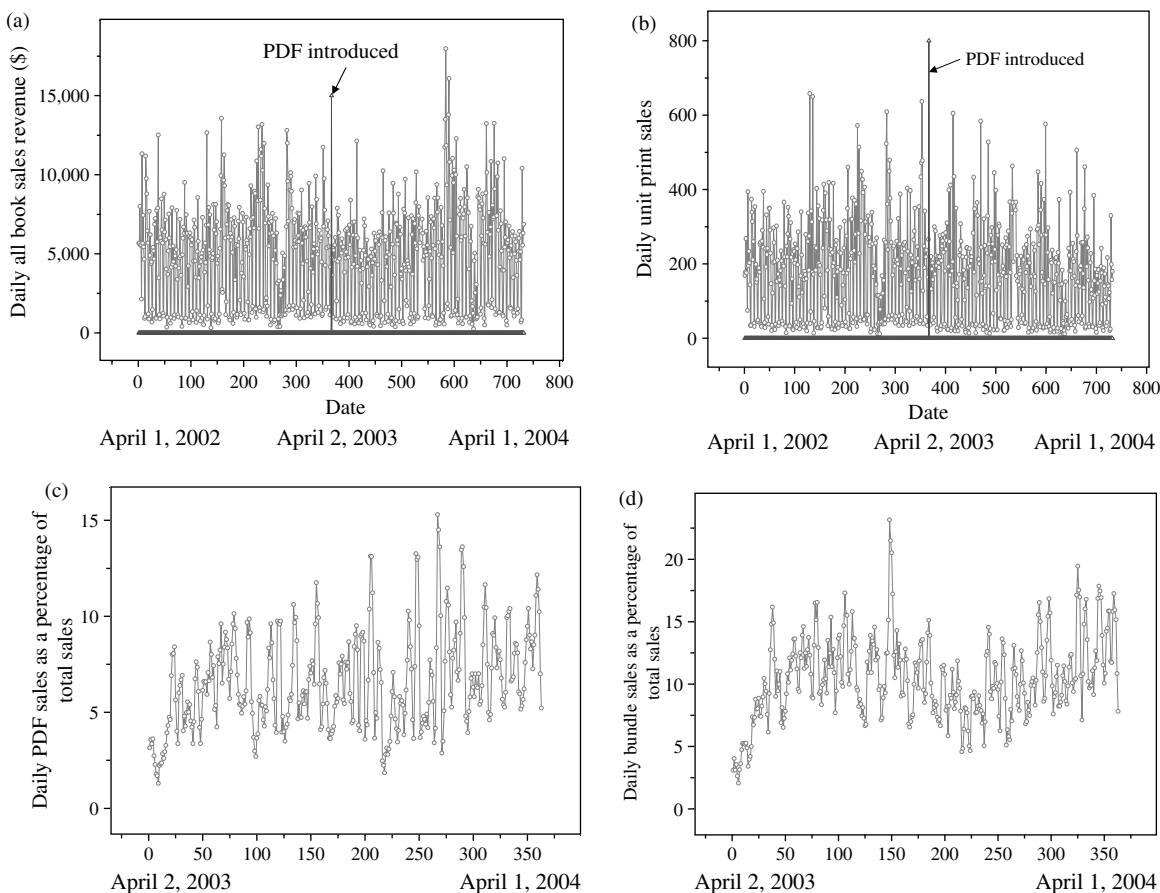 (a)
Daily all book sales revenue ($)
PDF introduced
15,000
10,000
5,000
0
0 100 200 300 400 500 600 700 800
Date
April 1, 2002 April 2, 2003 April 1, 2004
(b)
Daily unit print sales
PDF introduced
800
600
400
200
0
0 100 200 300 400 500 600 700 800
Date
April 1, 2002 April 2, 2003 April 1, 2004
(c)
Daily PDF sales as a percentage of
total sales
15
10
5
0
0 50 100 150 200 250 300 350
April 2, 2003 April 1, 2004
(d)
Daily bundle sales as a percentage of
total sales
20
15
10
5
0
0 50 100 150 200 250 300 350
April 2, 2003 April 1, 2004